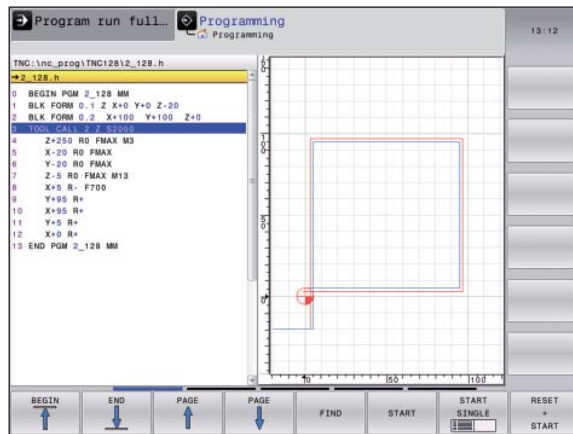 Program run full...
Programming
Programming
13:12
TNC:\nc_prog\TNC128\2_128.h
→2_128.h
0 BEGIN PGM 2_128 MM
1 BLK FORM 0.1 Z X+0 Y+0 Z-20
2 BLK FORM 0.2 X+100 Y+100 Z+0
3 TOOL CALL 2 Z S2000
4 Z+250 R0 FMAX M3
5 X-20 R0 FMAX
6 Y-20 R0 FMAX
7 Z-5 R0 FMAX M13
8 X+5 R- F700
9 Y+95 R+
10 X+95 R+
11 Y+5 R+
12 X+0 R+
13 END PGM 2_128 MM
100
50
0
0
50
100
BEGIN
END
PAGE
PAGE
FIND
START
START
SINGLE
RESET
+
START